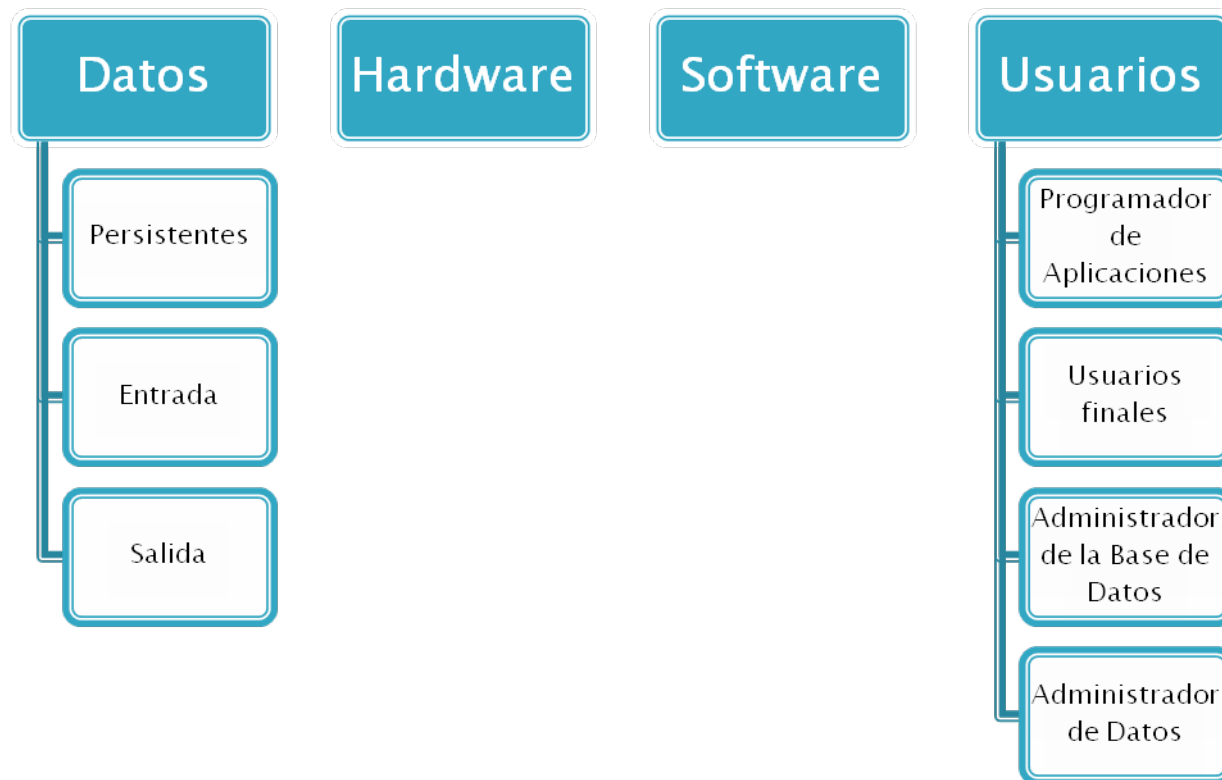 Datos
Persistentes
Entrada
Salida
Hardware
Software
Usuarios
Programador
de
Aplicaciones
Usuarios
finales
Administrador
de la Base de
Datos
Administrador
de Datos